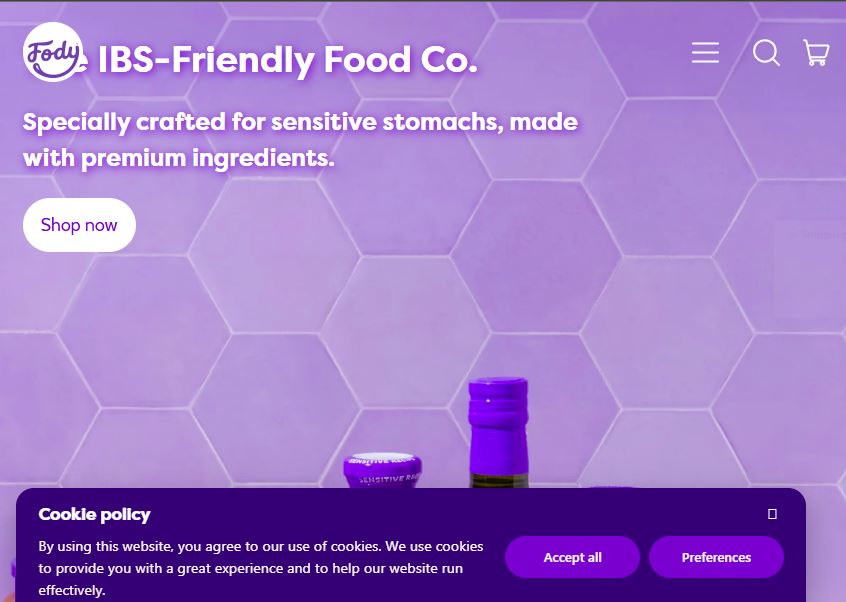 Fody
e IBS-Friendly Food Co.
Specially crafted for sensitive stomachs, made
with premium ingredients.
Shop now
SENSITIVE
SENSITIVE
Cookie policy
By using this website, you agree to our use of cookies. We use cookies
to provide you with a great experience and to help our website run
effectively.
Accept all
Preferences